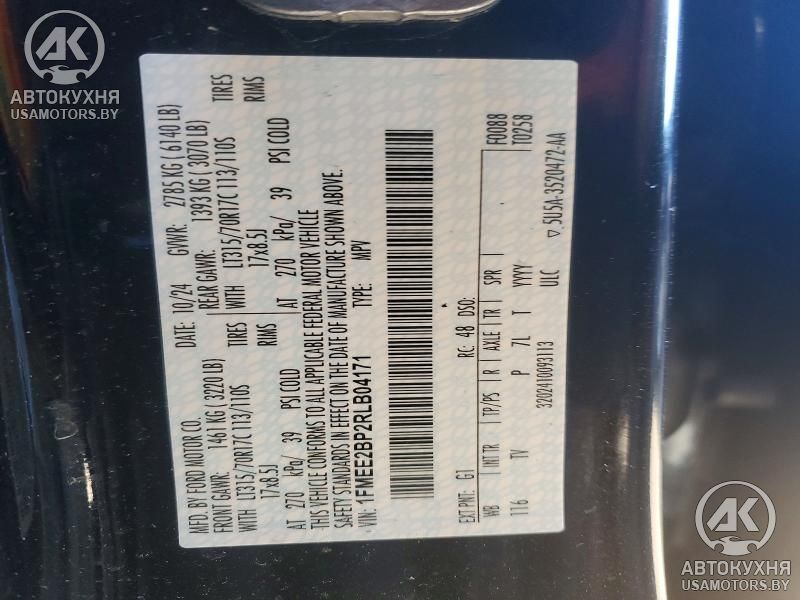 AK
АВТОКУХНЯ
USAMOTORS.BY
MFD. BY FORD MOTOR CO. DATE: 10/24 GVWR: 2785 KG ( 6140 LB)
FRONT GAWR: 1461 KG ( 3220 LB) REAR GAWR: 1393 KG ( 3070 LB)
WITH LT315/70R17C 113/110S TIRES WITH LT315/70R17C 113/110S TIRES
17x8.5J RIMS 17x8.5J RIMS
AT 270 kPa/ 39 PSI COLD AT 270 kPa/ 39 PSI COLD
THIS VEHICLE CONFORMS TO ALL APPLICABLE FEDERAL MOTOR VEHICLE
SAFETY STANDARDS IN EFFECT ON THE DATE OF MANUFACTURE SHOWN ABOVE.
VIN: 1FMEE2BP2RLB04171 TYPE: MPV
EXT PNT: G1 RC: 48 DSO: F0088
WB INT TR TP/PS R AXLE TR SPR T0258
116 TV P ZL T YYYY
ULC ▽ 5U5A-3520472-AA
3202410093113
AK
АВТОКУХНЯ
USAMOTORS.BY